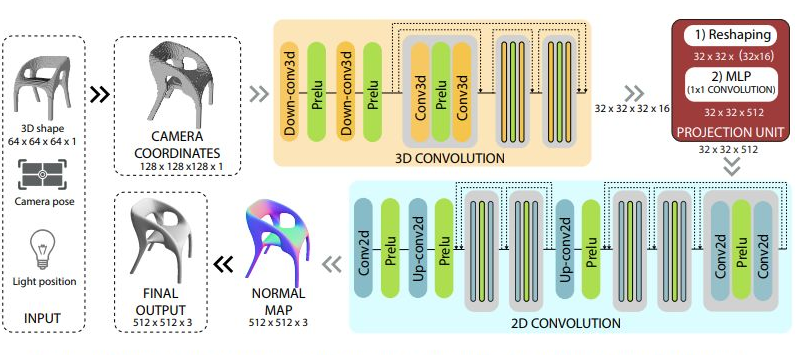 3D shape
64 x 64 x 64 x 1
Camera pose
Light position
INPUT
CAMERA
COORDINATES
128 x 128 x128 x 1
Down-conv3d
Prelu
Down-conv3d
Prelu
Conv3d
Prelu
Conv3d
3D CONVOLUTION
32 x 32 x 32 x 16
1) Reshaping
32 x 32 x (32x16)
2) MLP
(1x1 CONVOLUTION)
32 x 32 x 512
PROJECTION UNIT
32 x 32 x 512
Conv2d
Prelu
Up-conv2d
Prelu
Up-conv2d
Prelu
Conv2d
Prelu
Conv2d
2D CONVOLUTION
NORMAL
MAP
512 x 512 x 3
FINAL
OUTPUT
512 x 512 x 3